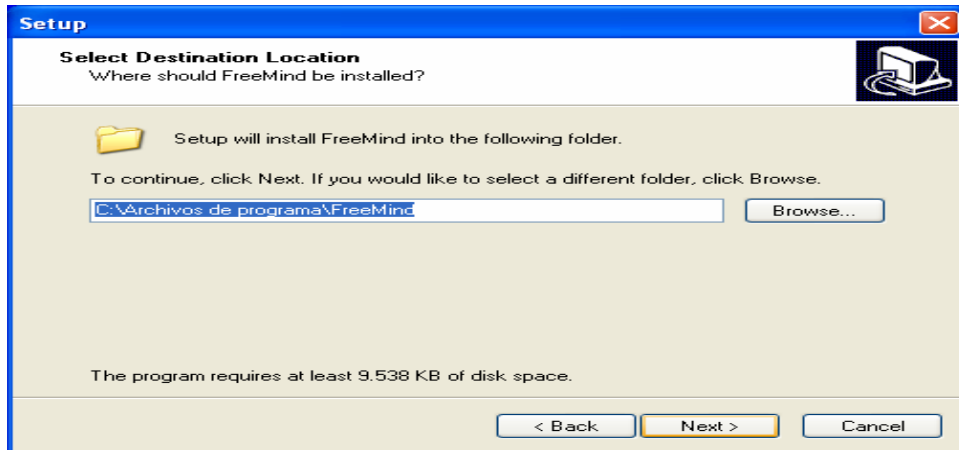 Setup
Select Destination Location
Where should FreeMind be installed?
Setup will install FreeMind into the following folder.
To continue, click Next. If you would like to select a different folder, click Browse.
C:\Archivos de programa\FreeMind
Browse...
The program requires at least 9.538 KB of disk space.
< Back
Next >
Cancel